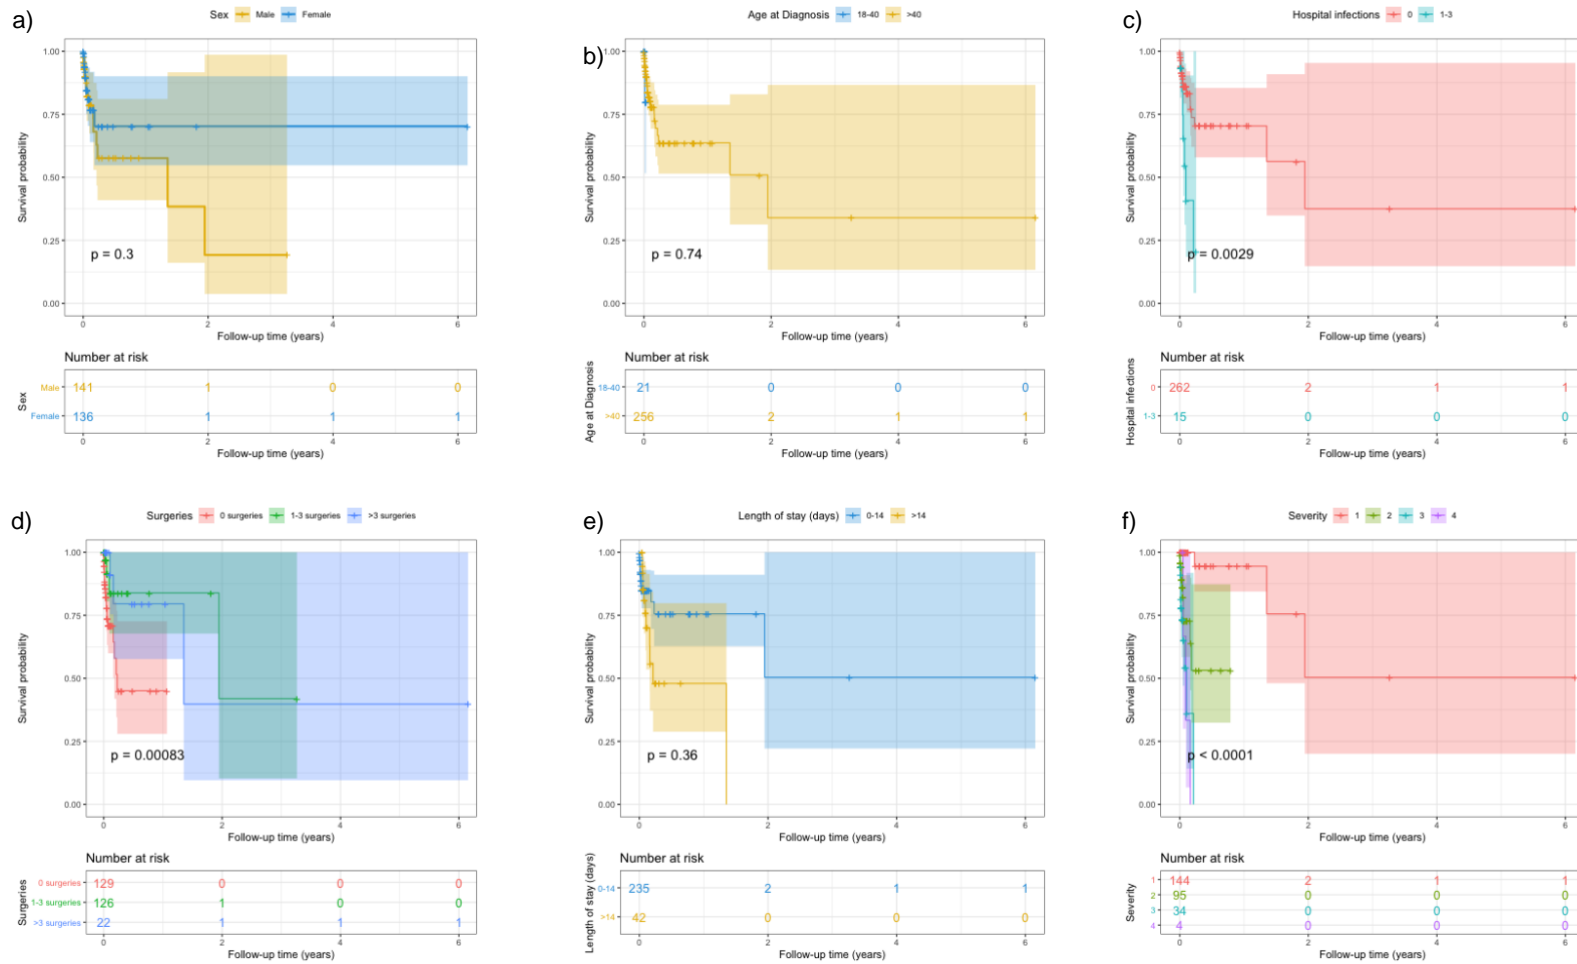 a)
Sex Male Female
Survival probability
1.00
0.75
0.50
0.25
0.00
p = 0.3
0 2 4 6
Follow-up time (years)
Number at risk
Sex
Male 141 1 0 0
Female 136 1 1 1
0 2 4 6
Follow-up time (years)
b)
Age at Diagnosis 18-40 >40
Survival probability
1.00
0.75
0.50
0.25
0.00
p = 0.74
0 2 4 6
Follow-up time (years)
Number at risk
Age at Diagnosis
18-40 21 0 0 0
>40 256 2 1 1
0 2 4 6
Follow-up time (years)
c)
Hospital infections 0 1-3
Survival probability
1.00
0.75
0.50
0.25
0.00
p = 0.0029
0 2 4 6
Follow-up time (years)
Number at risk
Hospital infections
0 262 2 1 1
1-3 15 0 0 0
0 2 4 6
Follow-up time (years)
d)
Surgeries 0 surgeries 1-3 surgeries >3 surgeries
Survival probability
1.00
0.75
0.50
0.25
0.00
p = 0.00083
0 2 4 6
Follow-up time (years)
Number at risk
Surgeries
0 surgeries 129 0 0 0
1-3 surgeries 126 1 0 0
>3 surgeries 22 1 1 1
0 2 4 6
Follow-up time (years)
e)
Length of stay (days) 0-14 >14
Survival probability
1.00
0.75
0.50
0.25
0.00
p = 0.36
0 2 4 6
Follow-up time (years)
Number at risk
Length of stay (days)
0-14 235 2 1 1
>14 42 0 0 0
0 2 4 6
Follow-up time (years)
f)
Severity 1 2 3 4
Survival probability
1.00
0.75
0.50
0.25
0.00
p < 0.0001
0 2 4 6
Follow-up time (years)
Number at risk
Severity
1 144 2 1 1
2 95 0 0 0
3 34 0 0 0
4 4 0 0 0
0 2 4 6
Follow-up time (years)